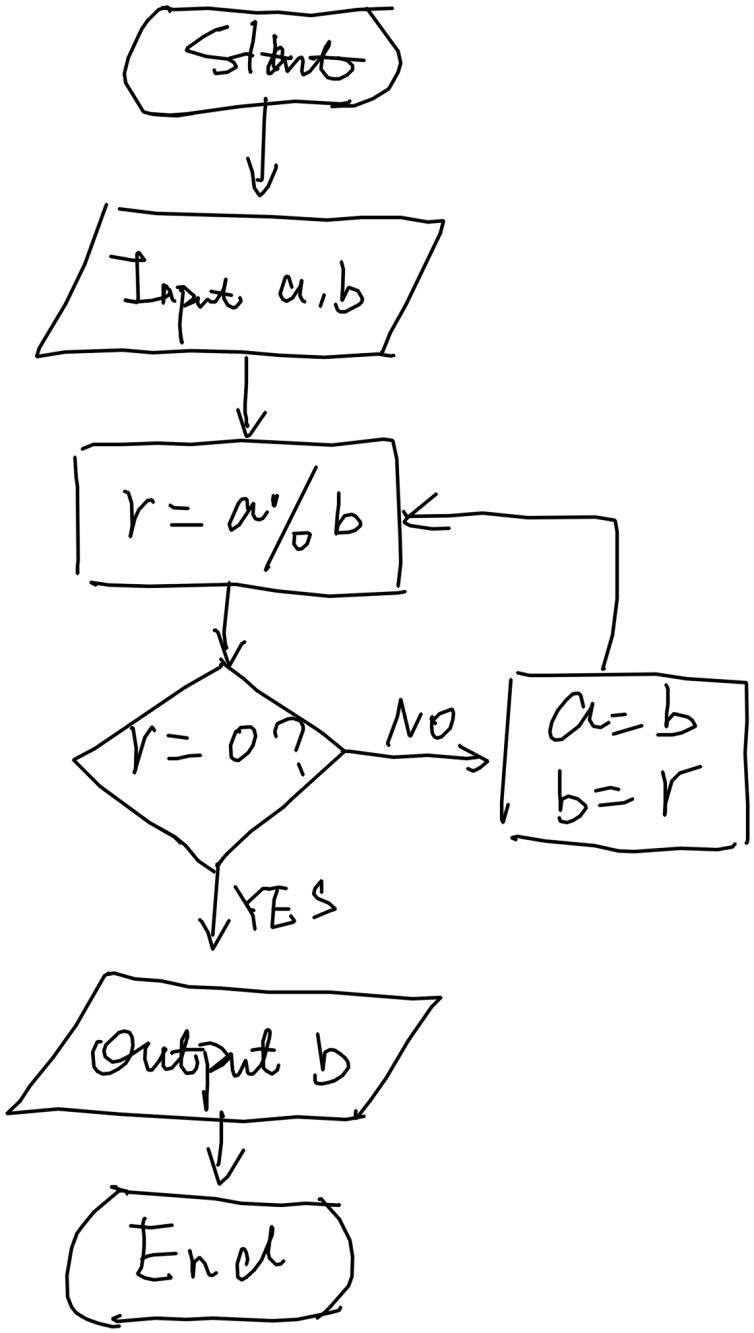 Start
Input a, b
r = a % b
r = 0 ?
NO
a = b
b = r
YES
Output b
End